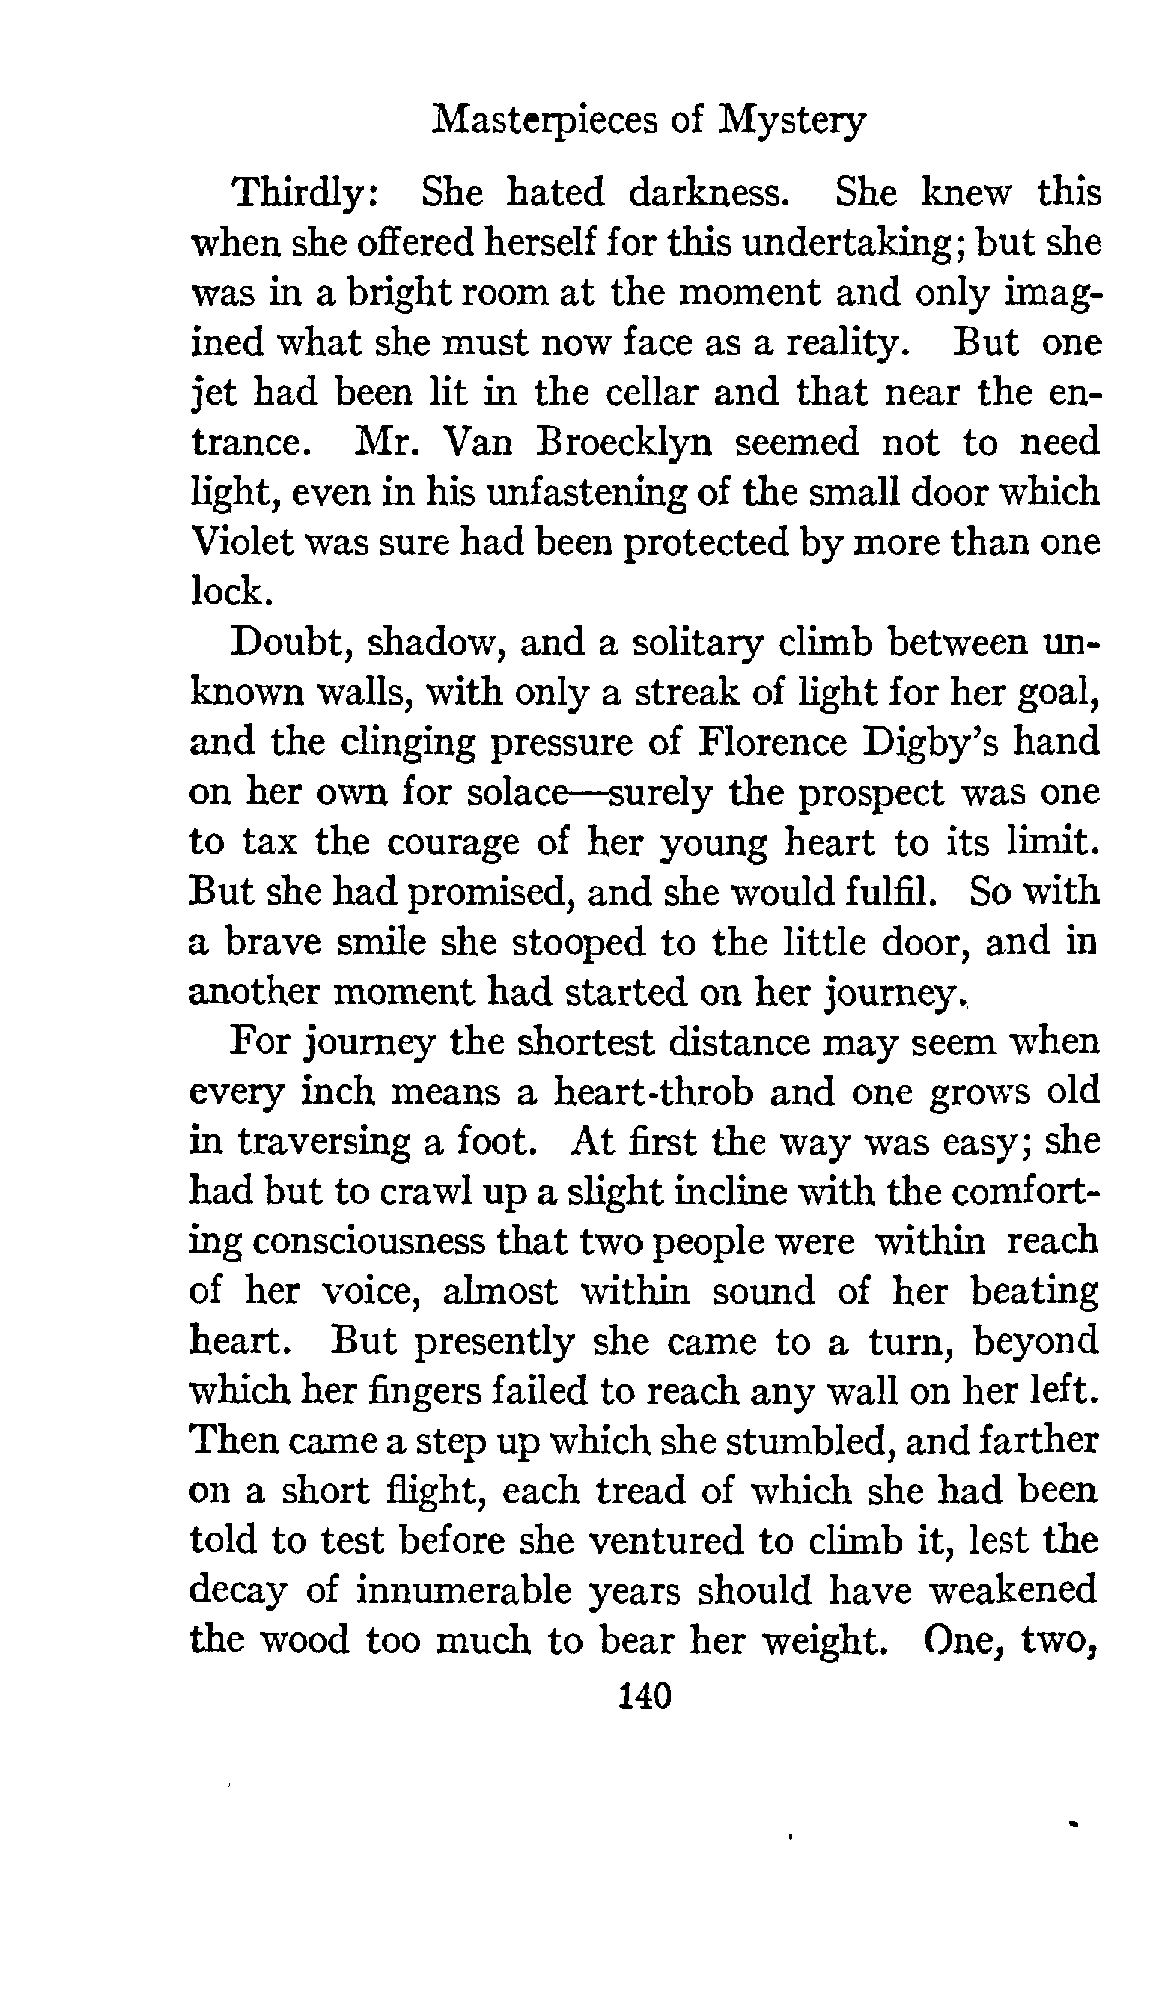 Masterpieces of Mystery
Thirdly: She hated darkness. She knew this
when she offered herself for this undertaking; but she
was in a bright room at the moment and only imag-
ined what she must now face as a reality. But one
jet had been lit in the cellar and that near the en-
trance. Mr. Van Broecklyn seemed not to need
light, even in his unfastening of the small door which
Violet was sure had been protected by more than one
lock.
Doubt, shadow, and a solitary climb between un-
known walls, with only a streak of light for her goal,
and the clinging pressure of Florence Digby's hand
on her own for solace—surely the prospect was one
to tax the courage of her young heart to its limit.
But she had promised, and she would fulfil. So with
a brave smile she stooped to the little door, and in
another moment had started on her journey.
For journey the shortest distance may seem when
every inch means a heart-throb and one grows old
in traversing a foot. At first the way was easy; she
had but to crawl up a slight incline with the comfort-
ing consciousness that two people were within reach
of her voice, almost within sound of her beating
heart. But presently she came to a turn, beyond
which her fingers failed to reach any wall on her left.
Then came a step up which she stumbled, and farther
on a short flight, each tread of which she had been
told to test before she ventured to climb it, lest the
decay of innumerable years should have weakened
the wood too much to bear her weight. One, two,
140